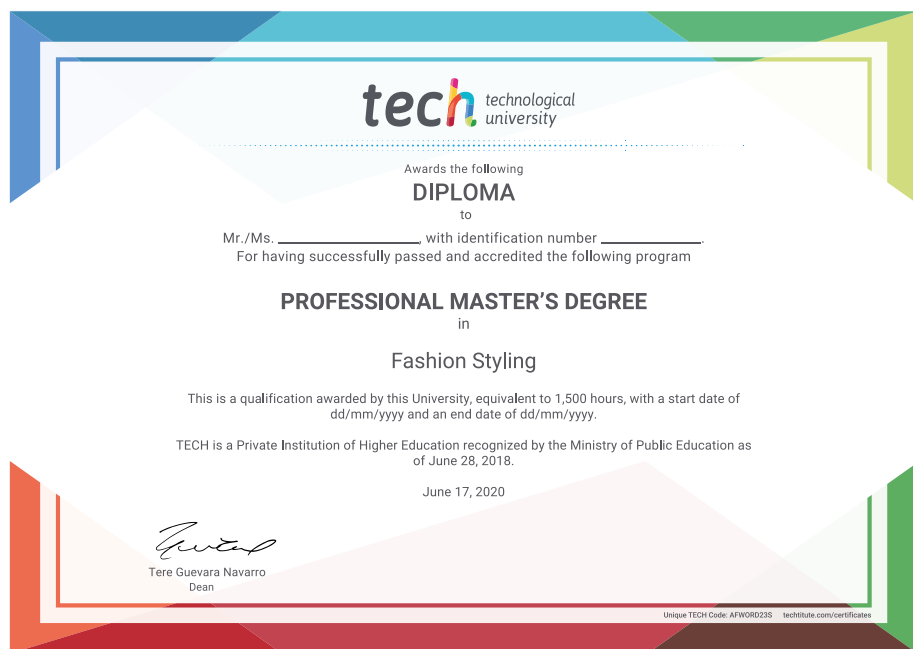 tech technological
university
Awards the following
DIPLOMA
to
Mr./Ms. ____________________, with identification number ______________.
For having successfully passed and accredited the following program
PROFESSIONAL MASTER'S DEGREE
in
Fashion Styling
This is a qualification awarded by this University, equivalent to 1,500 hours, with a start date of
dd/mm/yyyy and an end date of dd/mm/yyyy.
TECH is a Private Institution of Higher Education recognized by the Ministry of Public Education as
of June 28, 2018.
June 17, 2020
Tere Guevara Navarro
Dean
Unique TECH Code: AFWORD23S techtitute.com/certificates